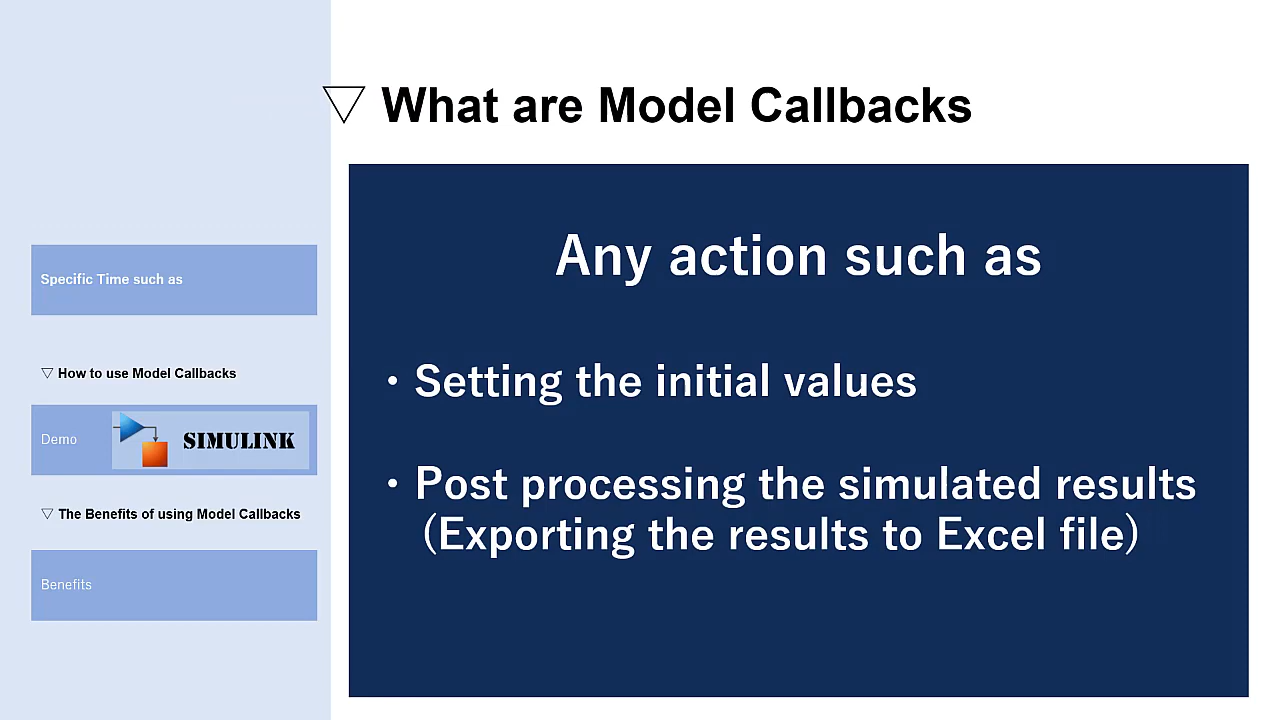 ▽ What are Model Callbacks
Any action such as
・Setting the initial values
・Post processing the simulated results
(Exporting the results to Excel file)
Specific Time such as
▽ How to use Model Callbacks
Demo
SIMULINK
▽ The Benefits of using Model Callbacks
Benefits